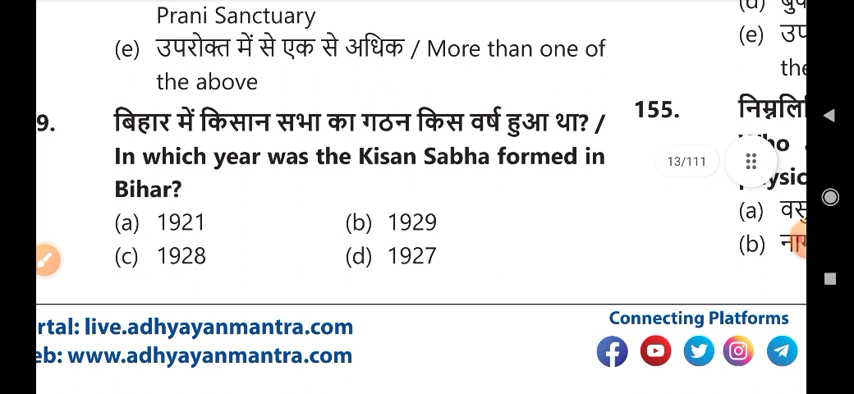 Prani Sanctuary
(e) उपरोक्त में से एक से अधिक / More than one of
the above
9. बिहार में किसान सभा का गठन किस वर्ष हुआ था? /
In which year was the Kisan Sabha formed in
Bihar?
(a) 1921 (b) 1929
(c) 1928 (d) 1927
(e)
the
155.
13/111
(a)
(b)
rtal: live.adhyayanmantra.com
eb: www.adhyayanmantra.com
Connecting Platforms